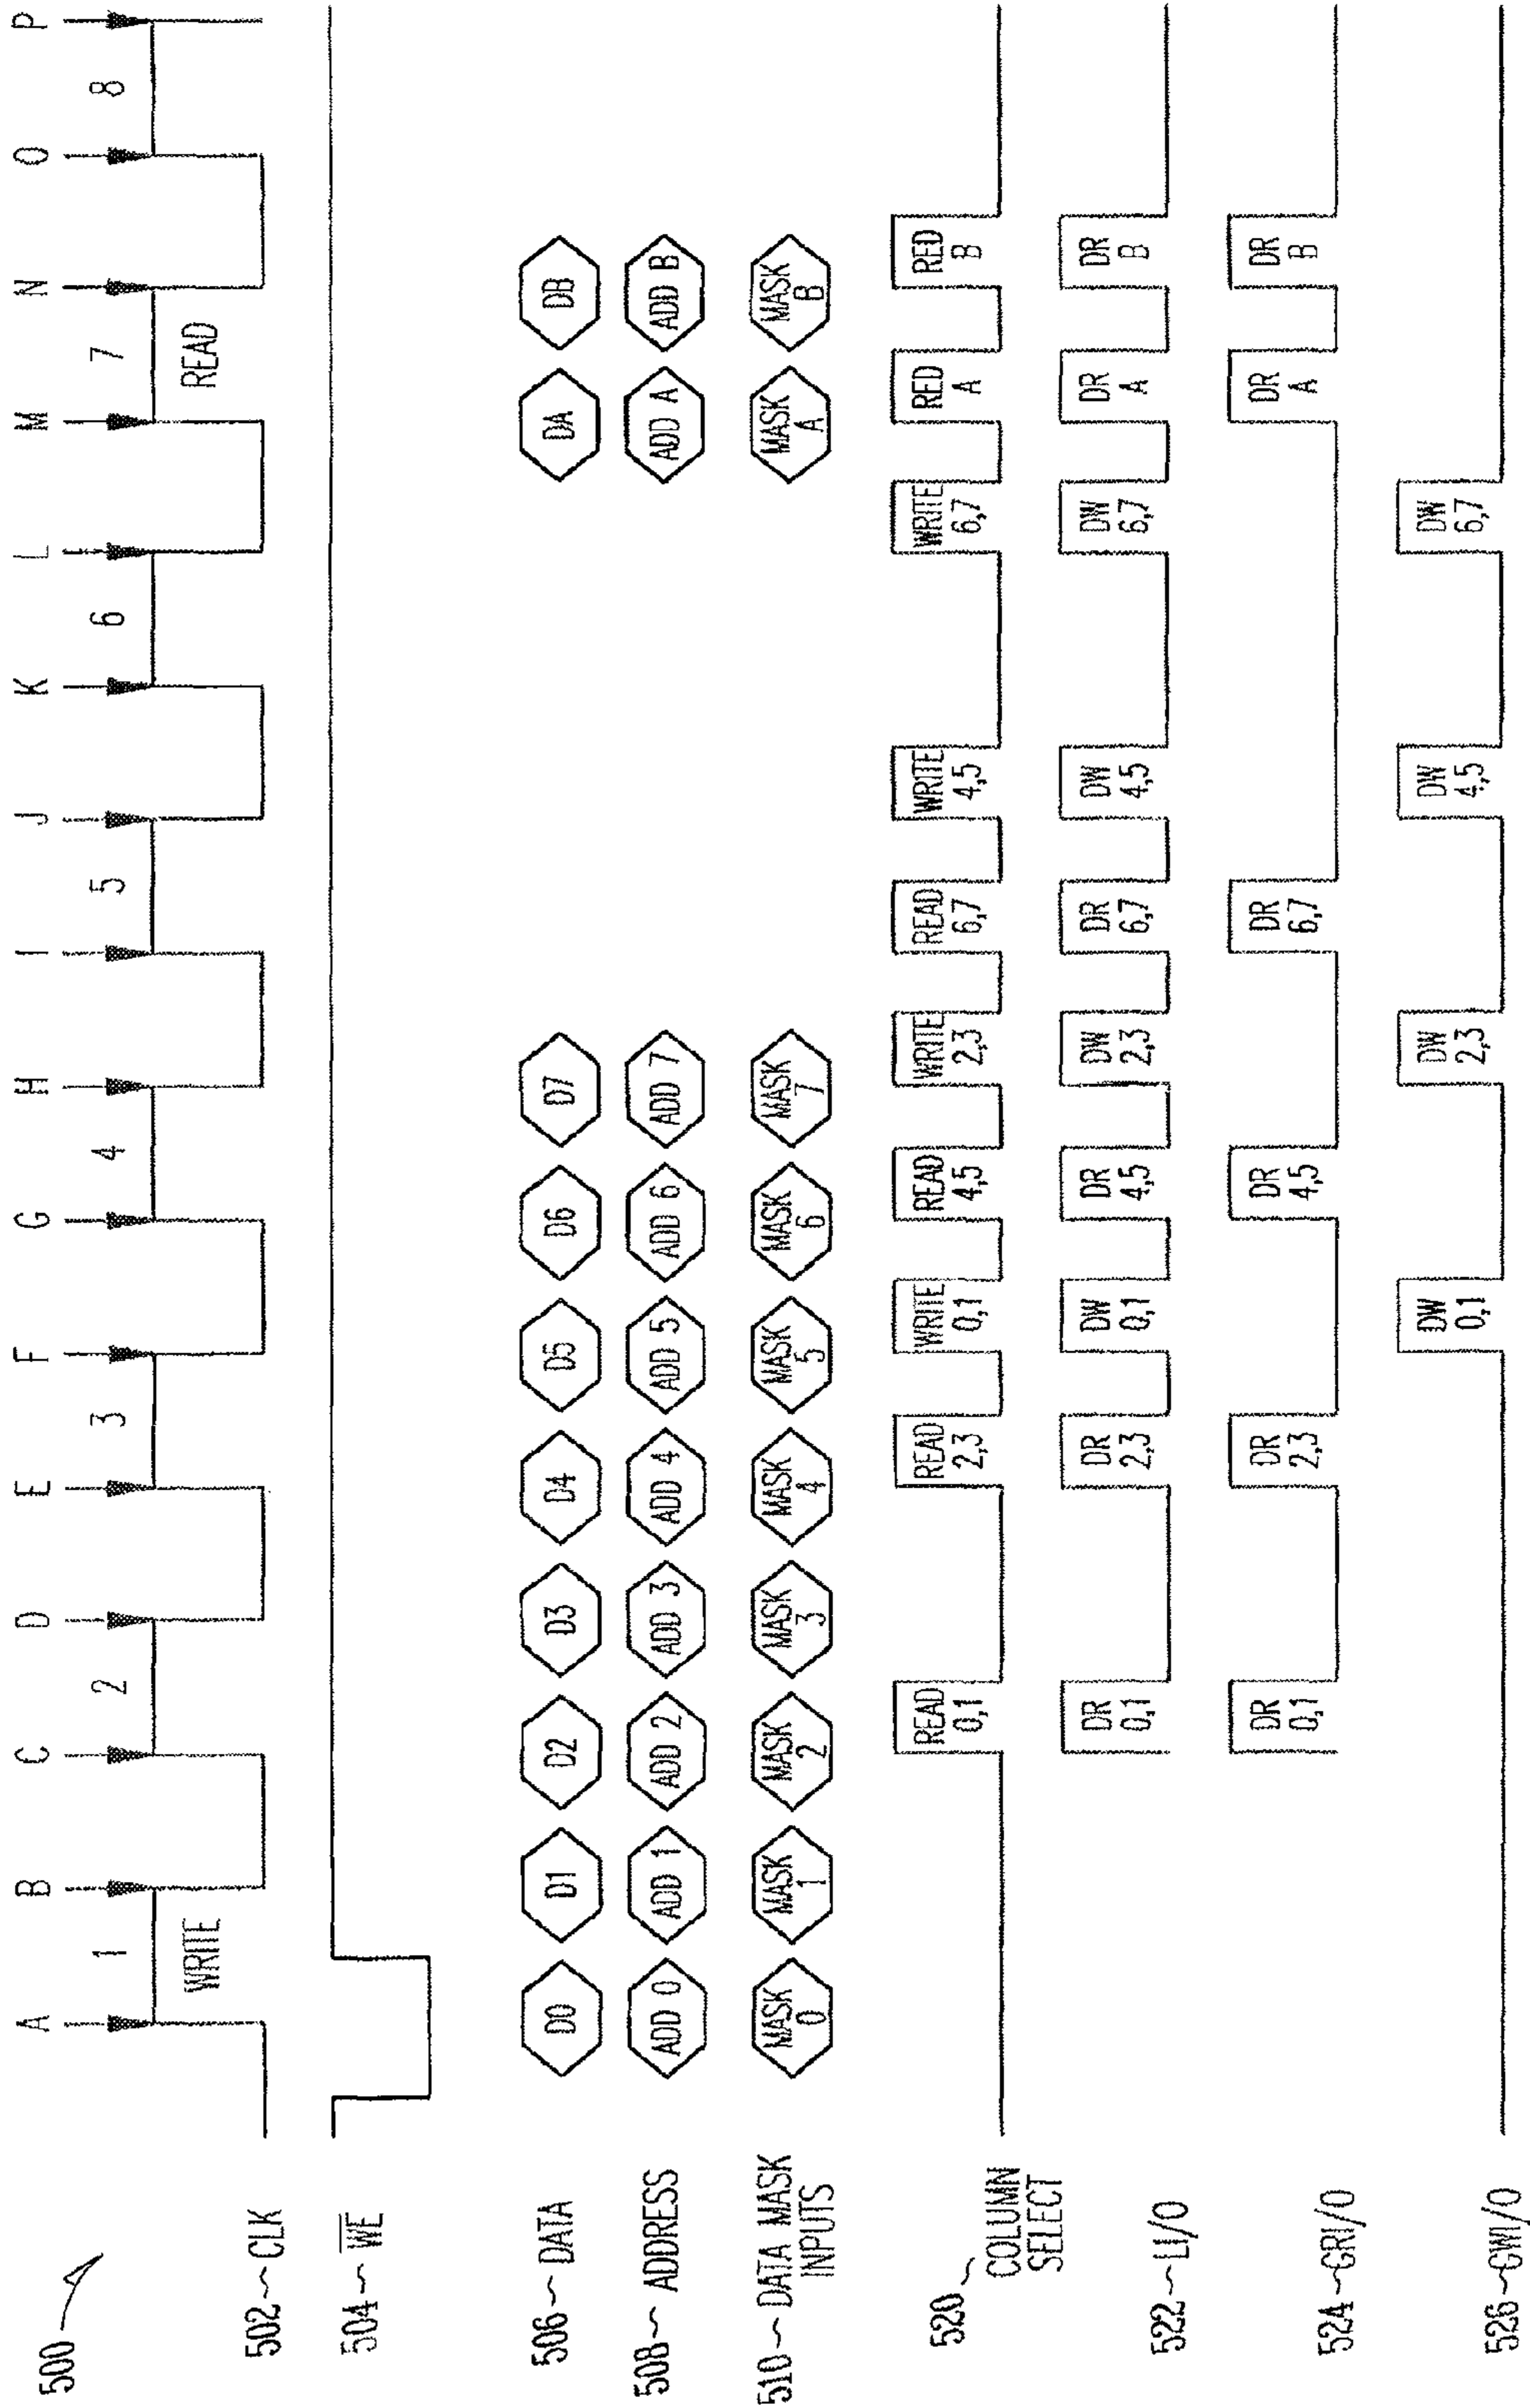 500
A B C D E F G H I J K L M N O P
1 2 3 4 5 6 7 8
WRITE READ
502~CLK
504~WE
506~DATA
D0 D1 D2 D3 D4 D5 D6 D7 DA DB
508~ADDRESS
ADD 0 ADD 1 ADD 2 ADD 3 ADD 4 ADD 5 ADD 6 ADD 7 ADD A ADD B
510~DATA MASK
INPUTS
MASK MASK MASK MASK MASK MASK MASK MASK MASK MASK
0 1 2 3 4 5 6 7 A B
520
COLUMN
SELECT
READ READ WRITE READ WRITE READ WRITE WRITE RED RED
0,1 2,3 0,1 4,5 2,3 6,7 4,5 6,7 A B
522~LI/O
DR DR DW DR DW DR DW DW DR DR
0,1 2,3 0,1 4,5 2,3 6,7 4,5 6,7 A B
524~GRI/O
DR DR DR DR DR DR
0,1 2,3 4,5 6,7 A B
526~GWI/O
DW DW DW DW
0,1 2,3 4,5 6,7